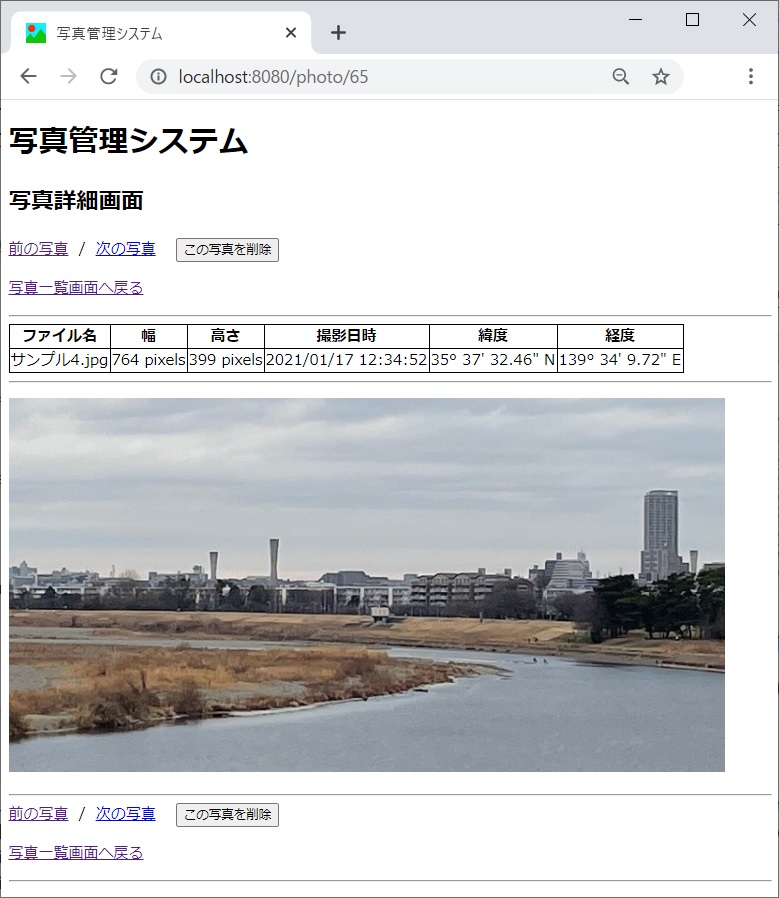 写真管理システム
localhost:8080/photo/65
写真管理システム
写真詳細画面
前の写真 / 次の写真 この写真を削除
写真一覧画面へ戻る
ファイル名 幅 高さ 撮影日時 緯度 経度
サンプル4.jpg 764 pixels 399 pixels 2021/01/17 12:34:52 35° 37' 32.46" N 139° 34' 9.72" E
前の写真 / 次の写真 この写真を削除
写真一覧画面へ戻る